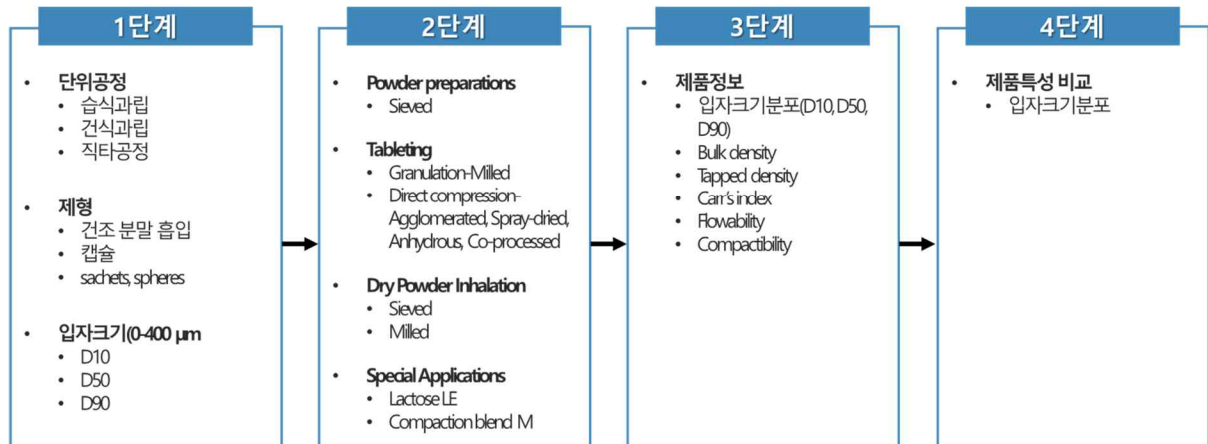 1단계
• 단위공정
• 습식과립
• 건식과립
• 직타공정
• 제형
• 건조 분말 흡입
• 캡슐
• sachets, spheres
• 입자크기(0-400 µm
• D10
• D50
• D90
2단계
• Powder preparations
• Sieved
• Tableting
• Granulation-Milled
• Direct compression-
Agglomerated, Spray-dried,
Anhydrous, Co-processed
• Dry Powder Inhalation
• Sieved
• Milled
• Special Applications
• Lactose LE
• Compaction blend M
3단계
• 제품정보
• 입자크기분포(D10, D50,
D90)
• Bulk density
• Tapped density
• Carr's index
• Flowability
• Compactibility
4단계
• 제품특성 비교
• 입자크기분포